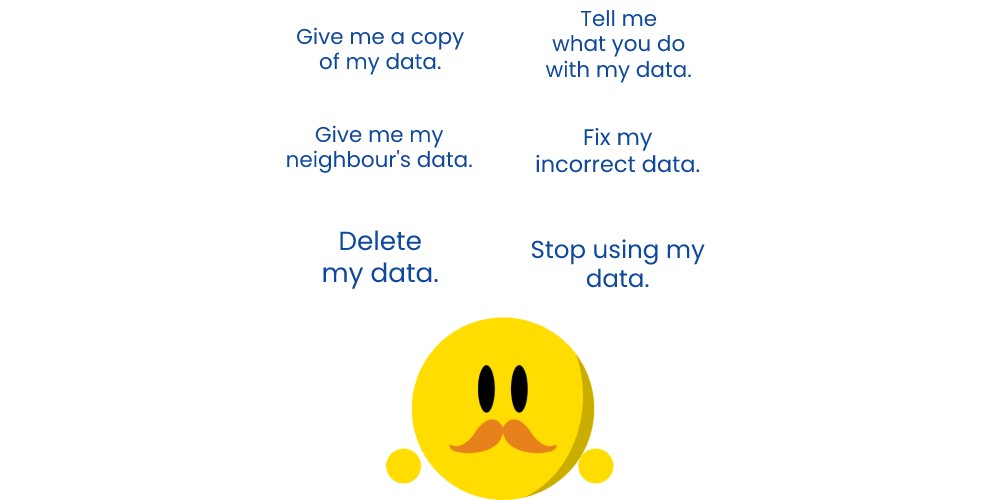 Give me a copy
of my data.
Tell me
what you do
with my data.
Give me my
neighbour's data.
Fix my
incorrect data.
Delete
my data.
Stop using my
data.